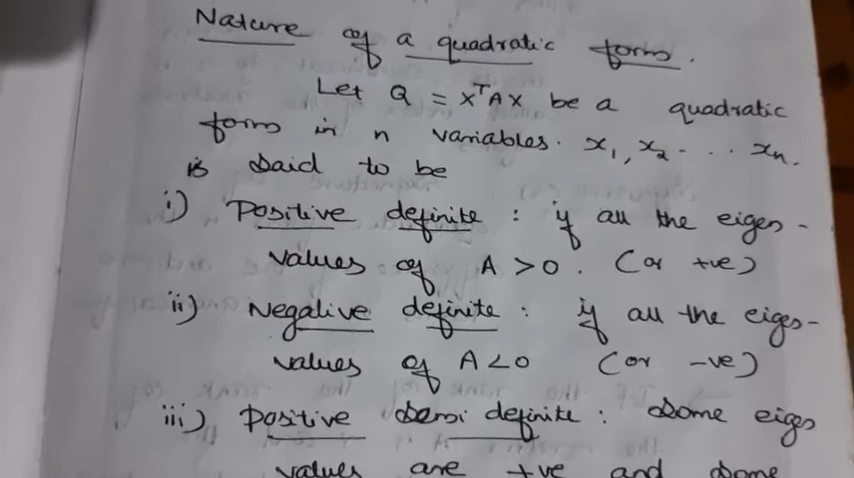 Nature of a quadratic form.
Let Q = XᵀAX be a quadratic
form in n variables. x₁, x₂ ... xₙ.
is said to be
i) Positive definite : if all the eigen-
values of A > 0. (or +ve)
ii) Negative definite : if all the eigen-
values of A < 0 (or -ve)
iii) Positive semi definite : some eigen
values are +ve and some